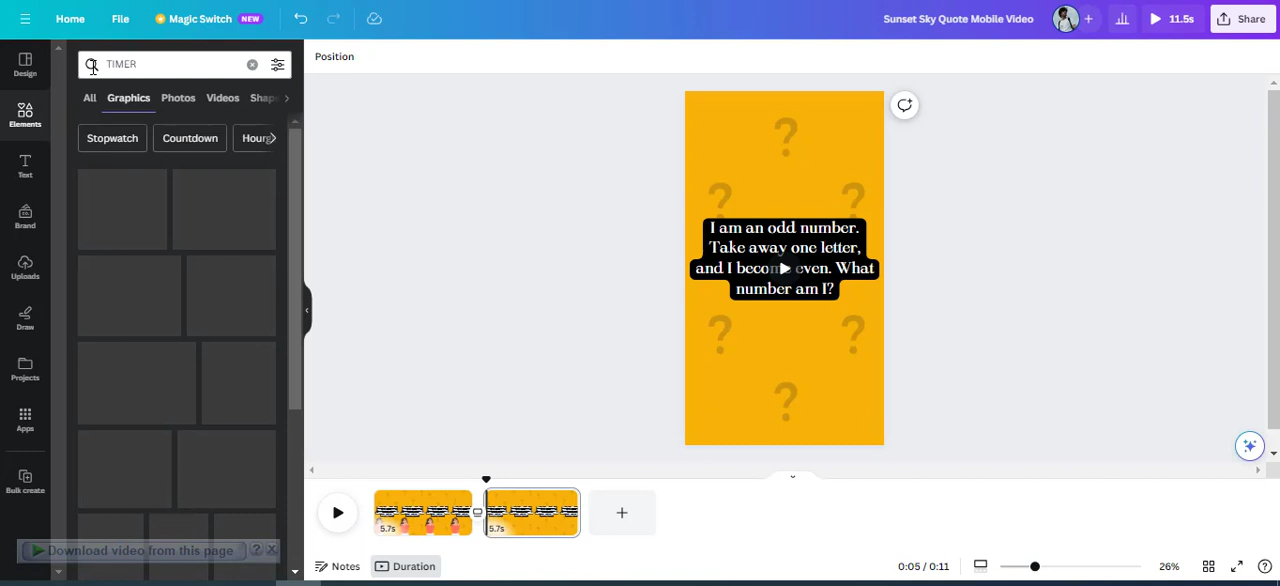 Home File Magic Switch NEW Sunset Sky Quote Mobile Video 11.5s Share
Design
Elements
Text
Brand
Uploads
Draw
Projects
Apps
Bulk create
TIMER
All Graphics Photos Videos Shap
Stopwatch Countdown Hourg
Download video from this page ? X
Position
?
? ?
I am an odd number.
Take away one letter,
and I become even. What
number am I?
? ?
?
5.7s 5.7s
Notes Duration 0:05 / 0:11 26%